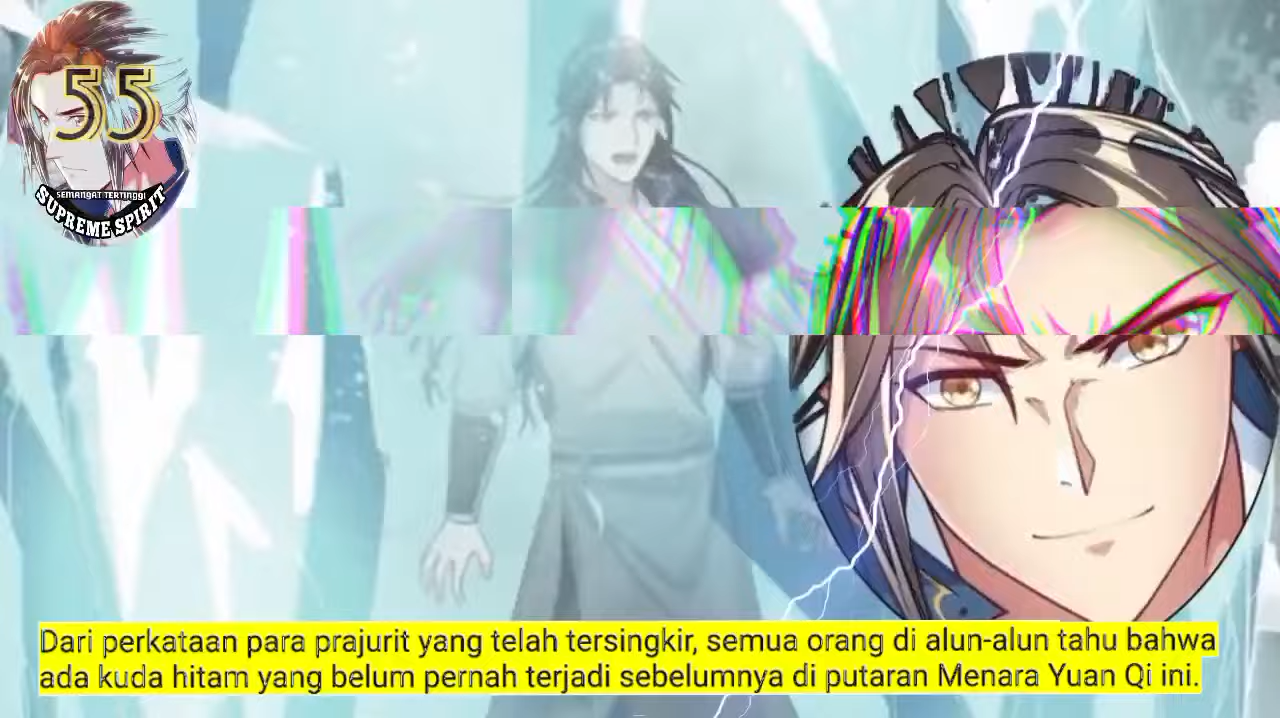 55
SEMANGAT TERTINGGI
SUPREME SPIRIT
Dari perkataan para prajurit yang telah tersingkir, semua orang di alun-alun tahu bahwa
ada kuda hitam yang belum pernah terjadi sebelumnya di putaran Menara Yuan Qi ini.